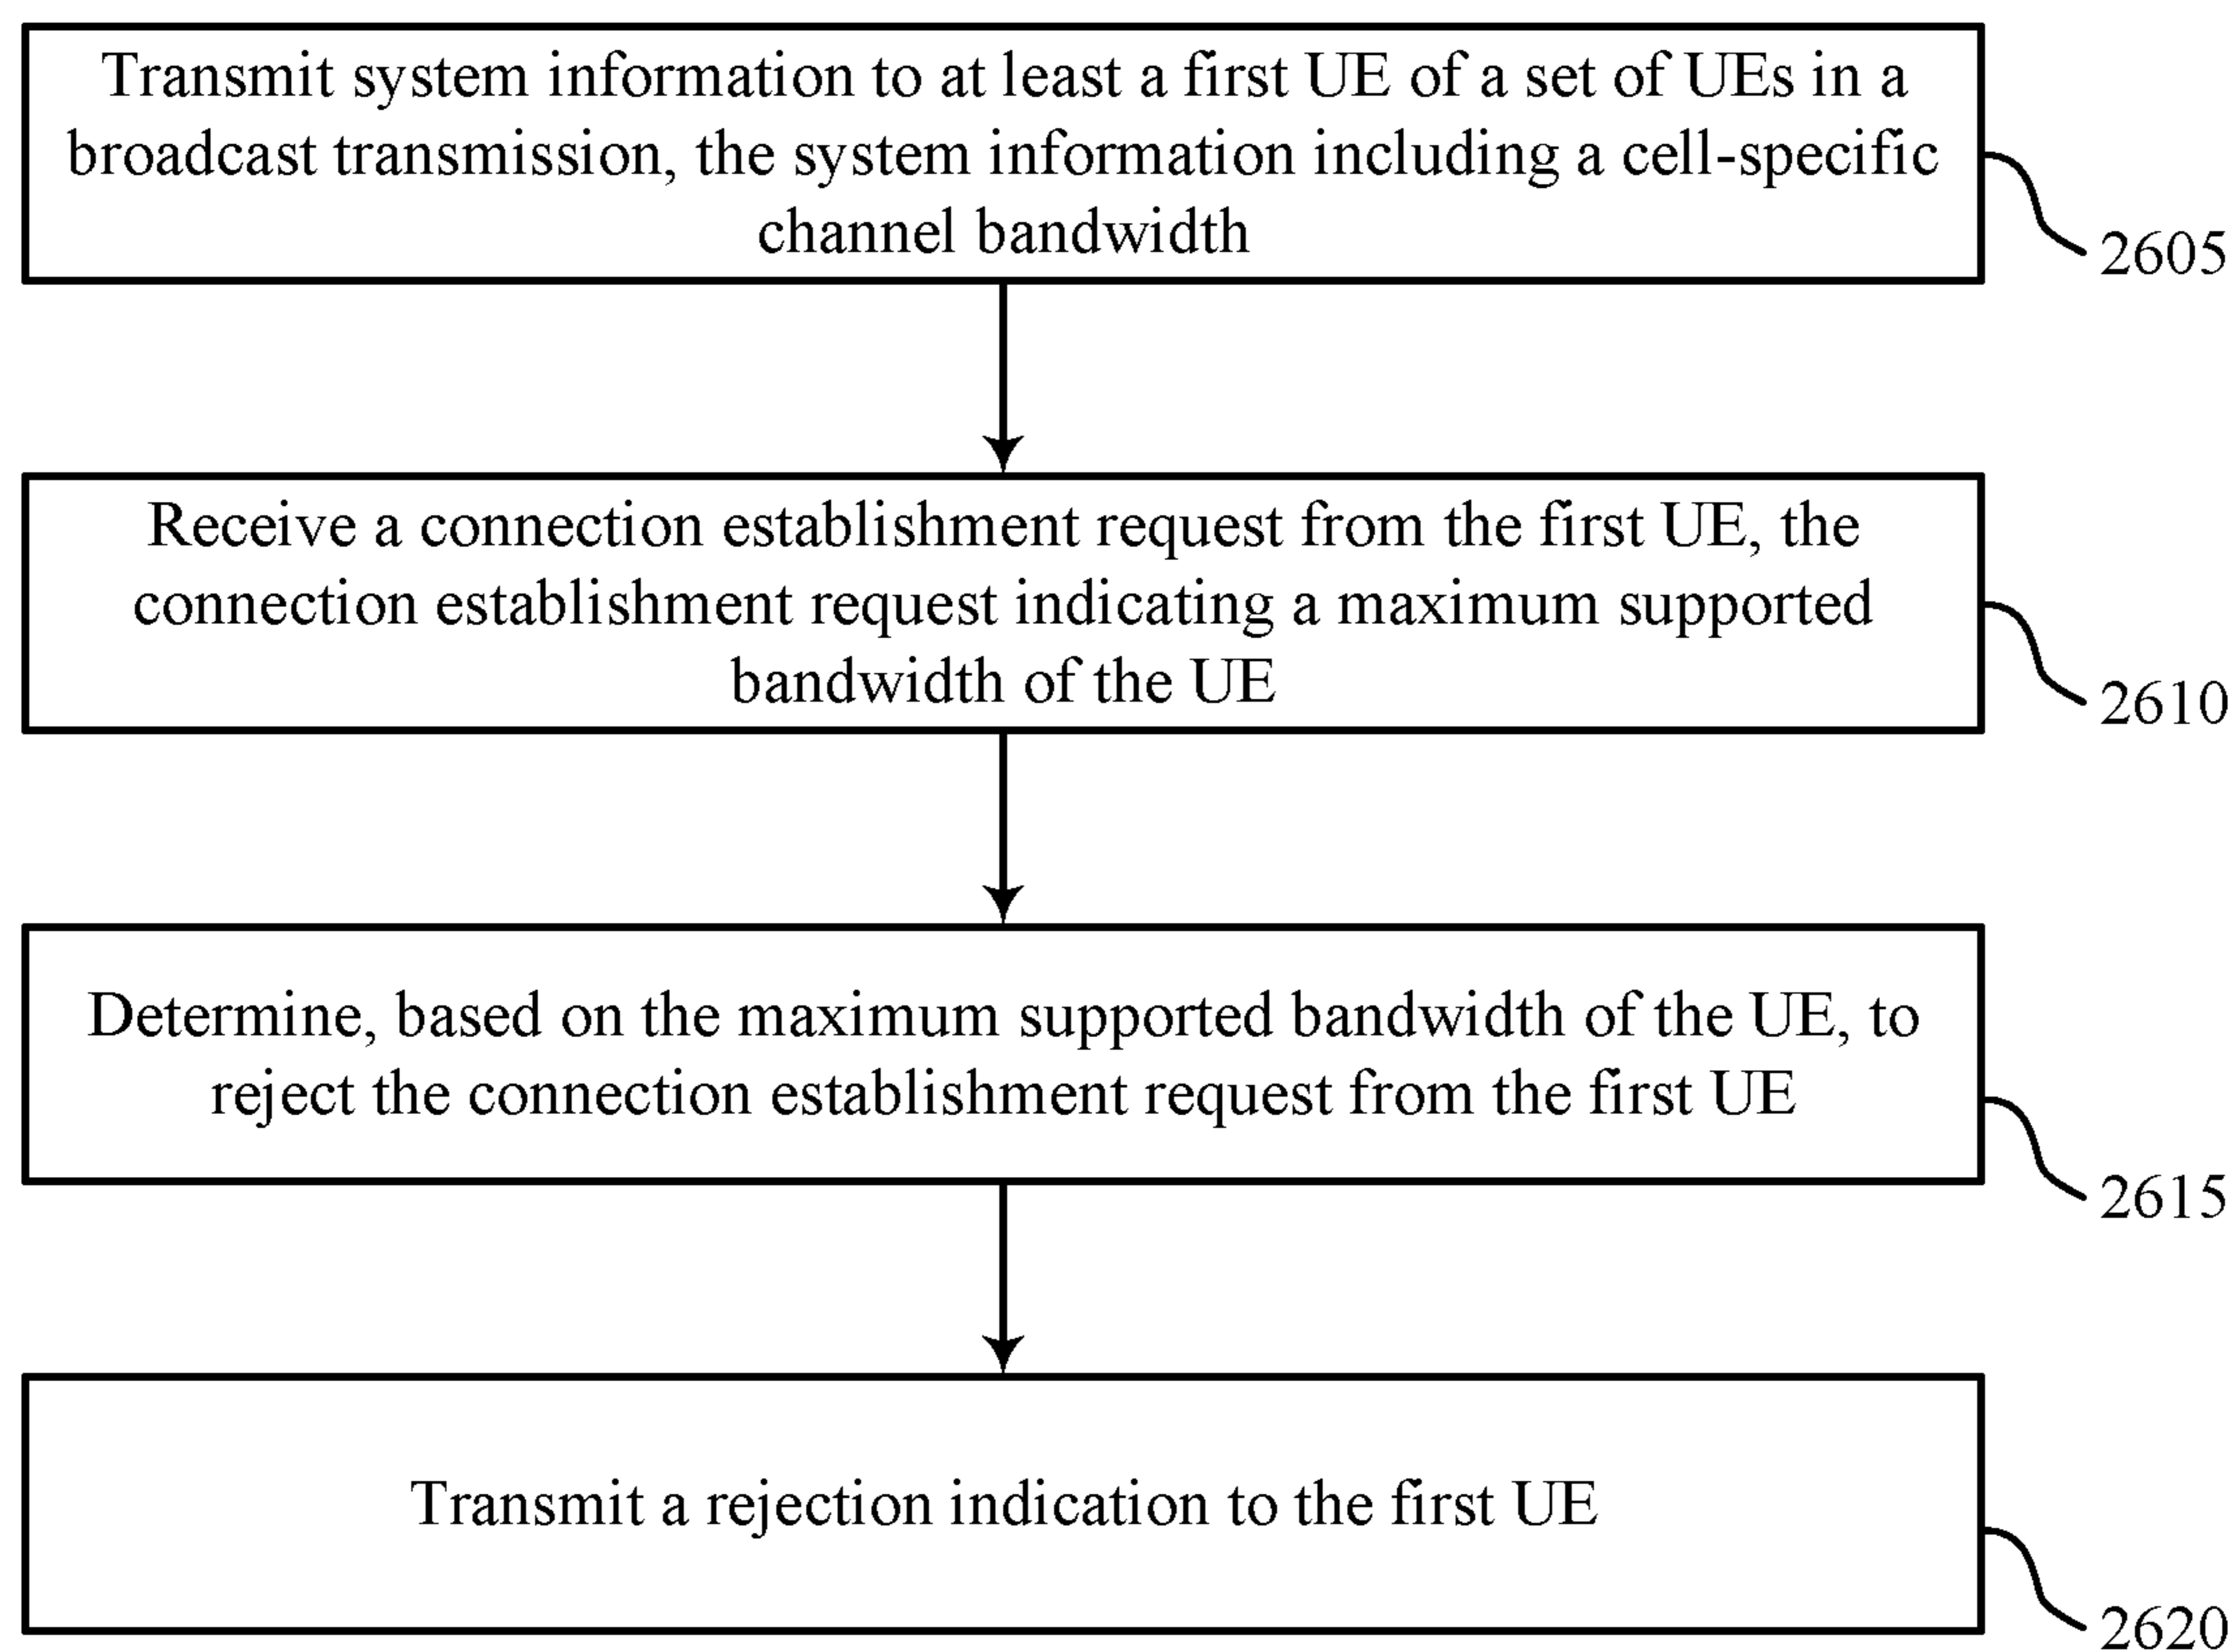 Transmit system information to at least a first UE of a set of UEs in a
broadcast transmission, the system information including a cell-specific
channel bandwidth
2605
Receive a connection establishment request from the first UE, the
connection establishment request indicating a maximum supported
bandwidth of the UE
2610
Determine, based on the maximum supported bandwidth of the UE, to
reject the connection establishment request from the first UE
2615
Transmit a rejection indication to the first UE
2620